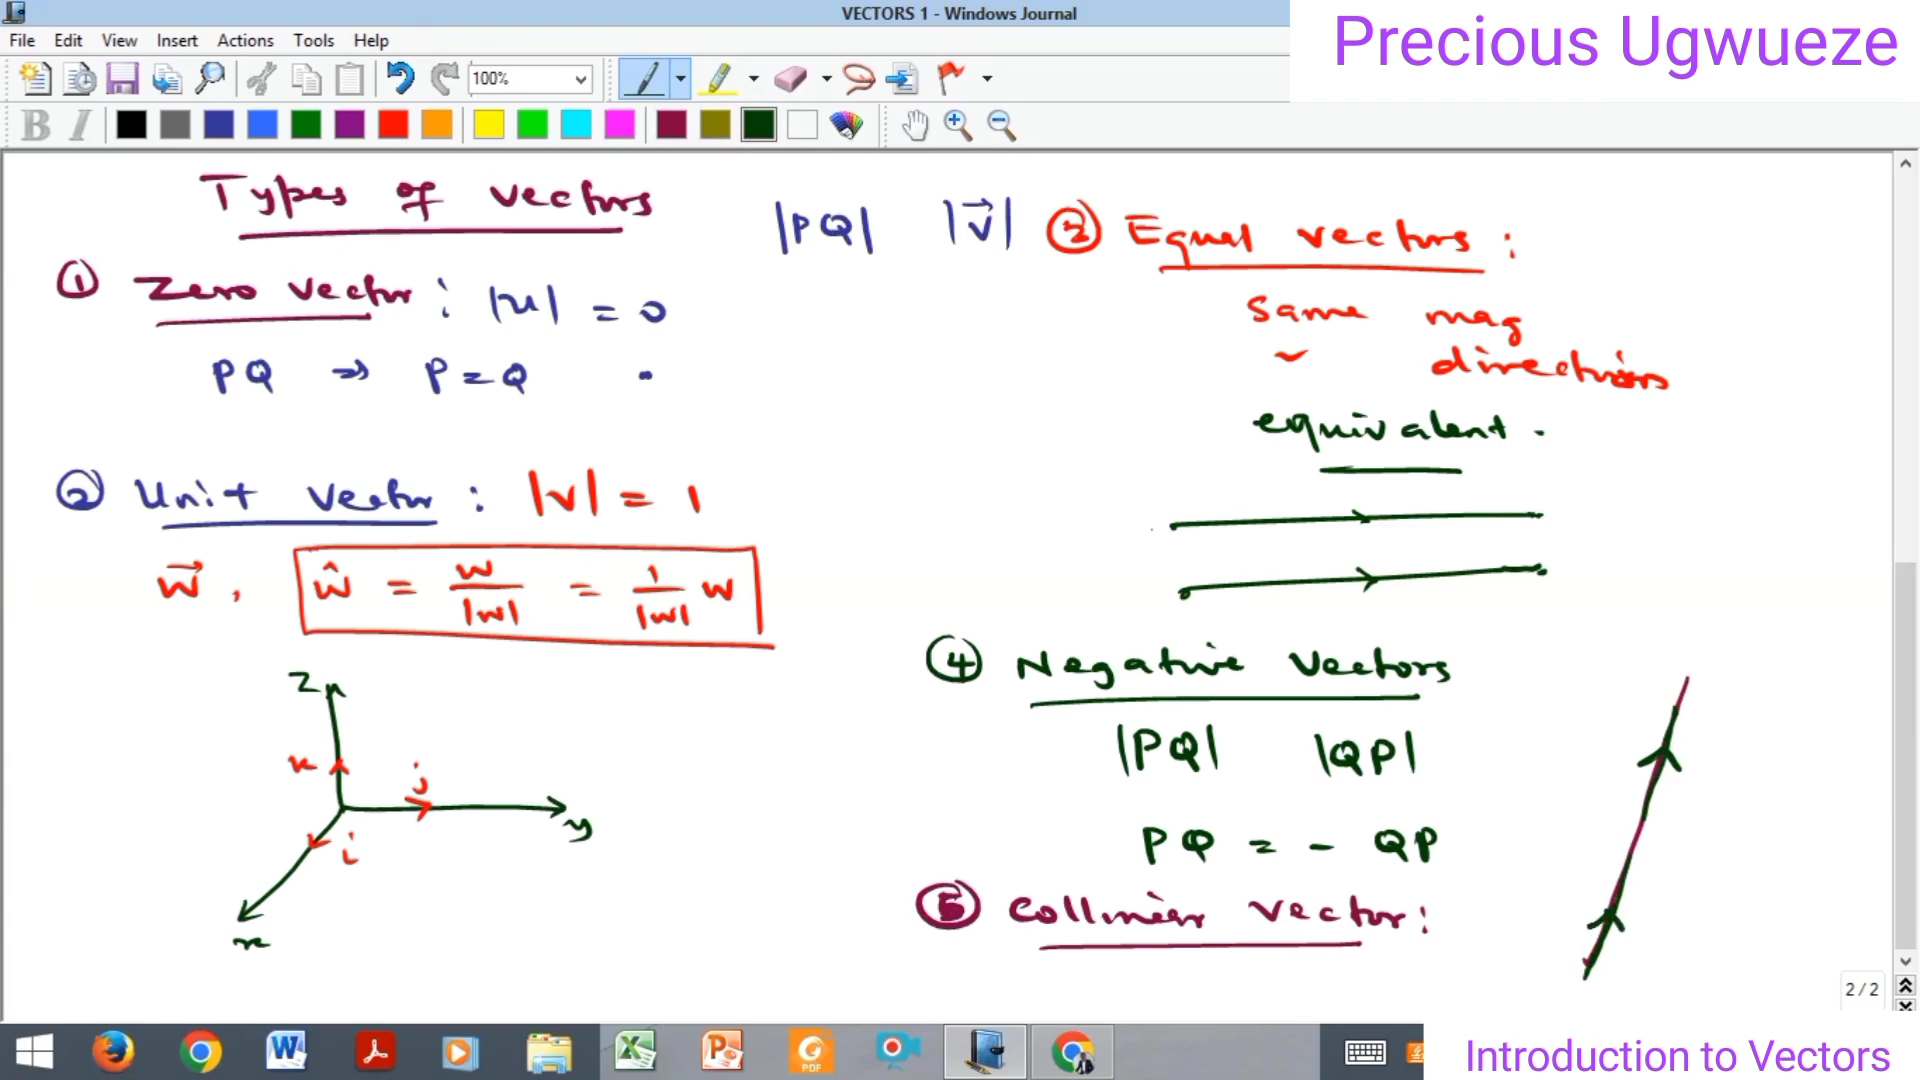 VECTORS 1 - Windows Journal
Precious Ugwueze
File Edit View Insert Actions Tools Help
100%
B I
Types of vectors
① Zero vector : |u| = 0
PQ ⇒ P = Q .
② Unit vector : |v| = 1
w⃗ , ŵ = w/|w| = 1/|w| w
z
k
j
y
i
x
|PQ| |v⃗|
③ Equal vectors :
Same mag
directions
equivalent .
④ Negative vectors
|PQ| |QP|
PQ = - QP
⑤ Collinear vector :
2 / 2
PDF
Introduction to Vectors